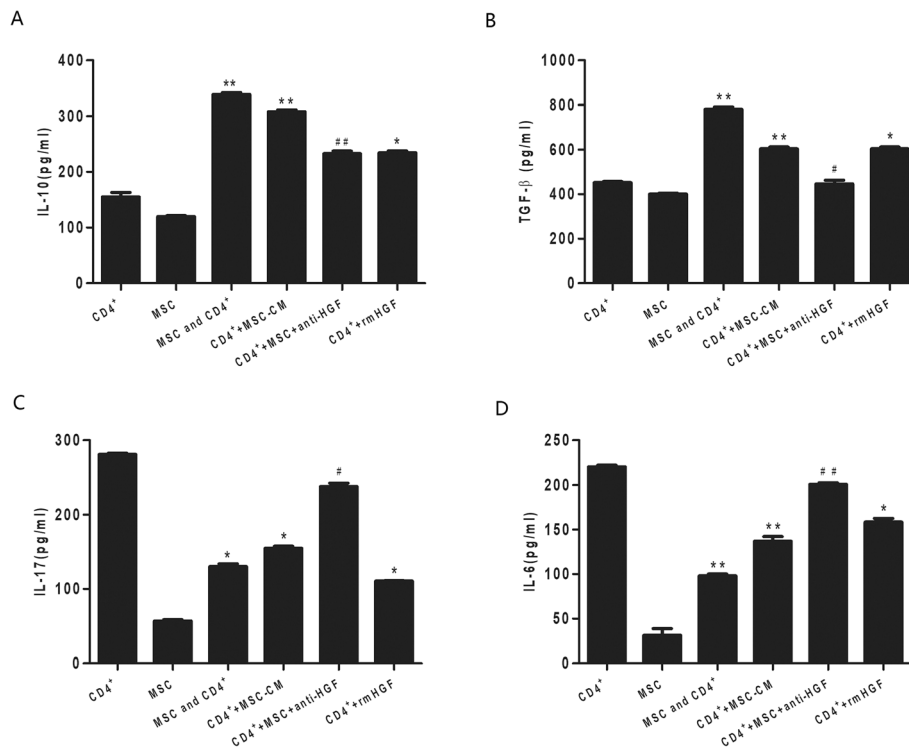 A
IL-10(pg/ml)
400
300
200
100
0
**
**
##
*
CD4⁺
MSC
MSC and CD4⁺
CD4⁺+MSC-CM
CD4⁺+MSC+anti-HGF
CD4⁺+rmHGF
B
TGF-β (pg/ml)
1000
800
600
400
200
0
**
**
#
*
CD4⁺
MSC
MSC and CD4⁺
CD4⁺+MSC-CM
CD4⁺+MSC+anti-HGF
CD4⁺+rmHGF
C
IL-17(pg/ml)
300
200
100
0
*
*
#
*
CD4⁺
MSC
MSC and CD4⁺
CD4⁺+MSC-CM
CD4⁺+MSC+anti-HGF
CD4⁺+rmHGF
D
IL-6(pg/ml)
250
200
150
100
50
0
**
**
# #
*
CD4⁺
MSC
MSC and CD4⁺
CD4⁺+MSC-CM
CD4⁺+MSC+anti-HGF
CD4⁺+rmHGF